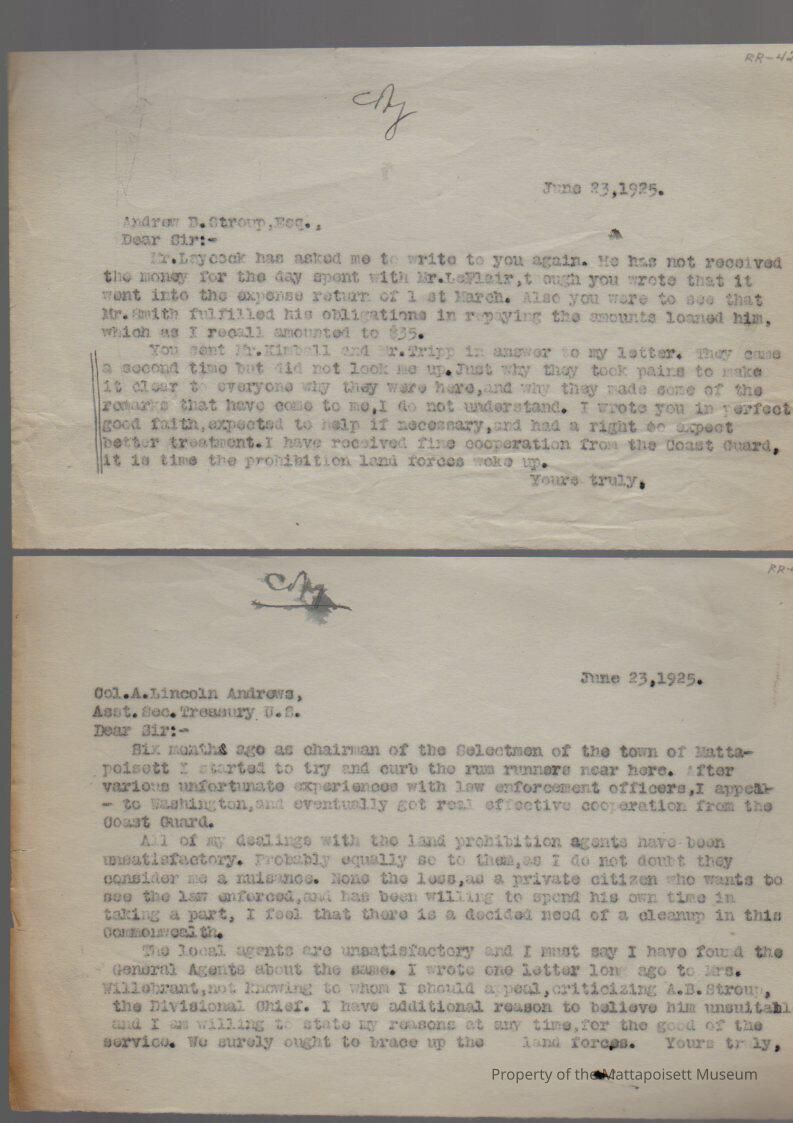 RR-42
Copy
June 23,1925.
Andrew B.Stroup,Esq.,
Dear Sir:-
Mr.Laycock has asked me to write to you again. He has not received
the money for the day spent with Mr.LeFlair,t ough you wrote that it
went into the expense return of 1 st March. Also you were to see that
Mr.Smith fulfilled his obligations in repaying the amounts loaned him,
which as I recall amounted to $35.
You sent Mr.Kimball and Mr.Tripp in answer to my letter. They came
a second time but did not look me up.Just why they took pains to make
it clear to everyone why they were here,and why they made some of the
remarks that have come to me,I do not understand. I wrote you in perfect
good faith,expected to help if necessary,and had a right to expect
better treatment.I have received fine cooperation from the Coast Guard,
it is time the prohibition land forces woke up.
Yours truly,
RR-
Copy
June 23,1925.
Col.A.Lincoln Andrews,
Asst.Sec.Treasury U.S.
Dear Sir:-
Six months ago as chairman of the Selectmen of the town of Matta-
poisett I started to try and curb the rum runners near here. After
various unfortunate experiences with law enforcement officers,I appeal-
- to Washington,and eventually got real effective cooperation from the
Coast Guard.
All of my dealings with the land prohibition agents have been
unsatisfactory. Probably equally so to them,as I do not doubt they
consider me a nuisance. None the less,as a private citizen who wants to
see the law enforced,and has been willing to spend his own time in
taking a part, I feel that there is a decided need of a cleanup in this
Commonwealth.
The local agents are unsatisfactory and I must say I have found the
General Agents about the same. I wrote one letter long ago to Mrs.
Willebrant,not knowing to whom I should appeal,criticizing A.B.Stroup,
the Divisional Chief. I have additional reason to believe him unsuitabl
and I am willing to state my reasons at any time,for the good of the
service. We surely ought to brace up the land forces. Yours truly,
Property of the Mattapoisett Museum